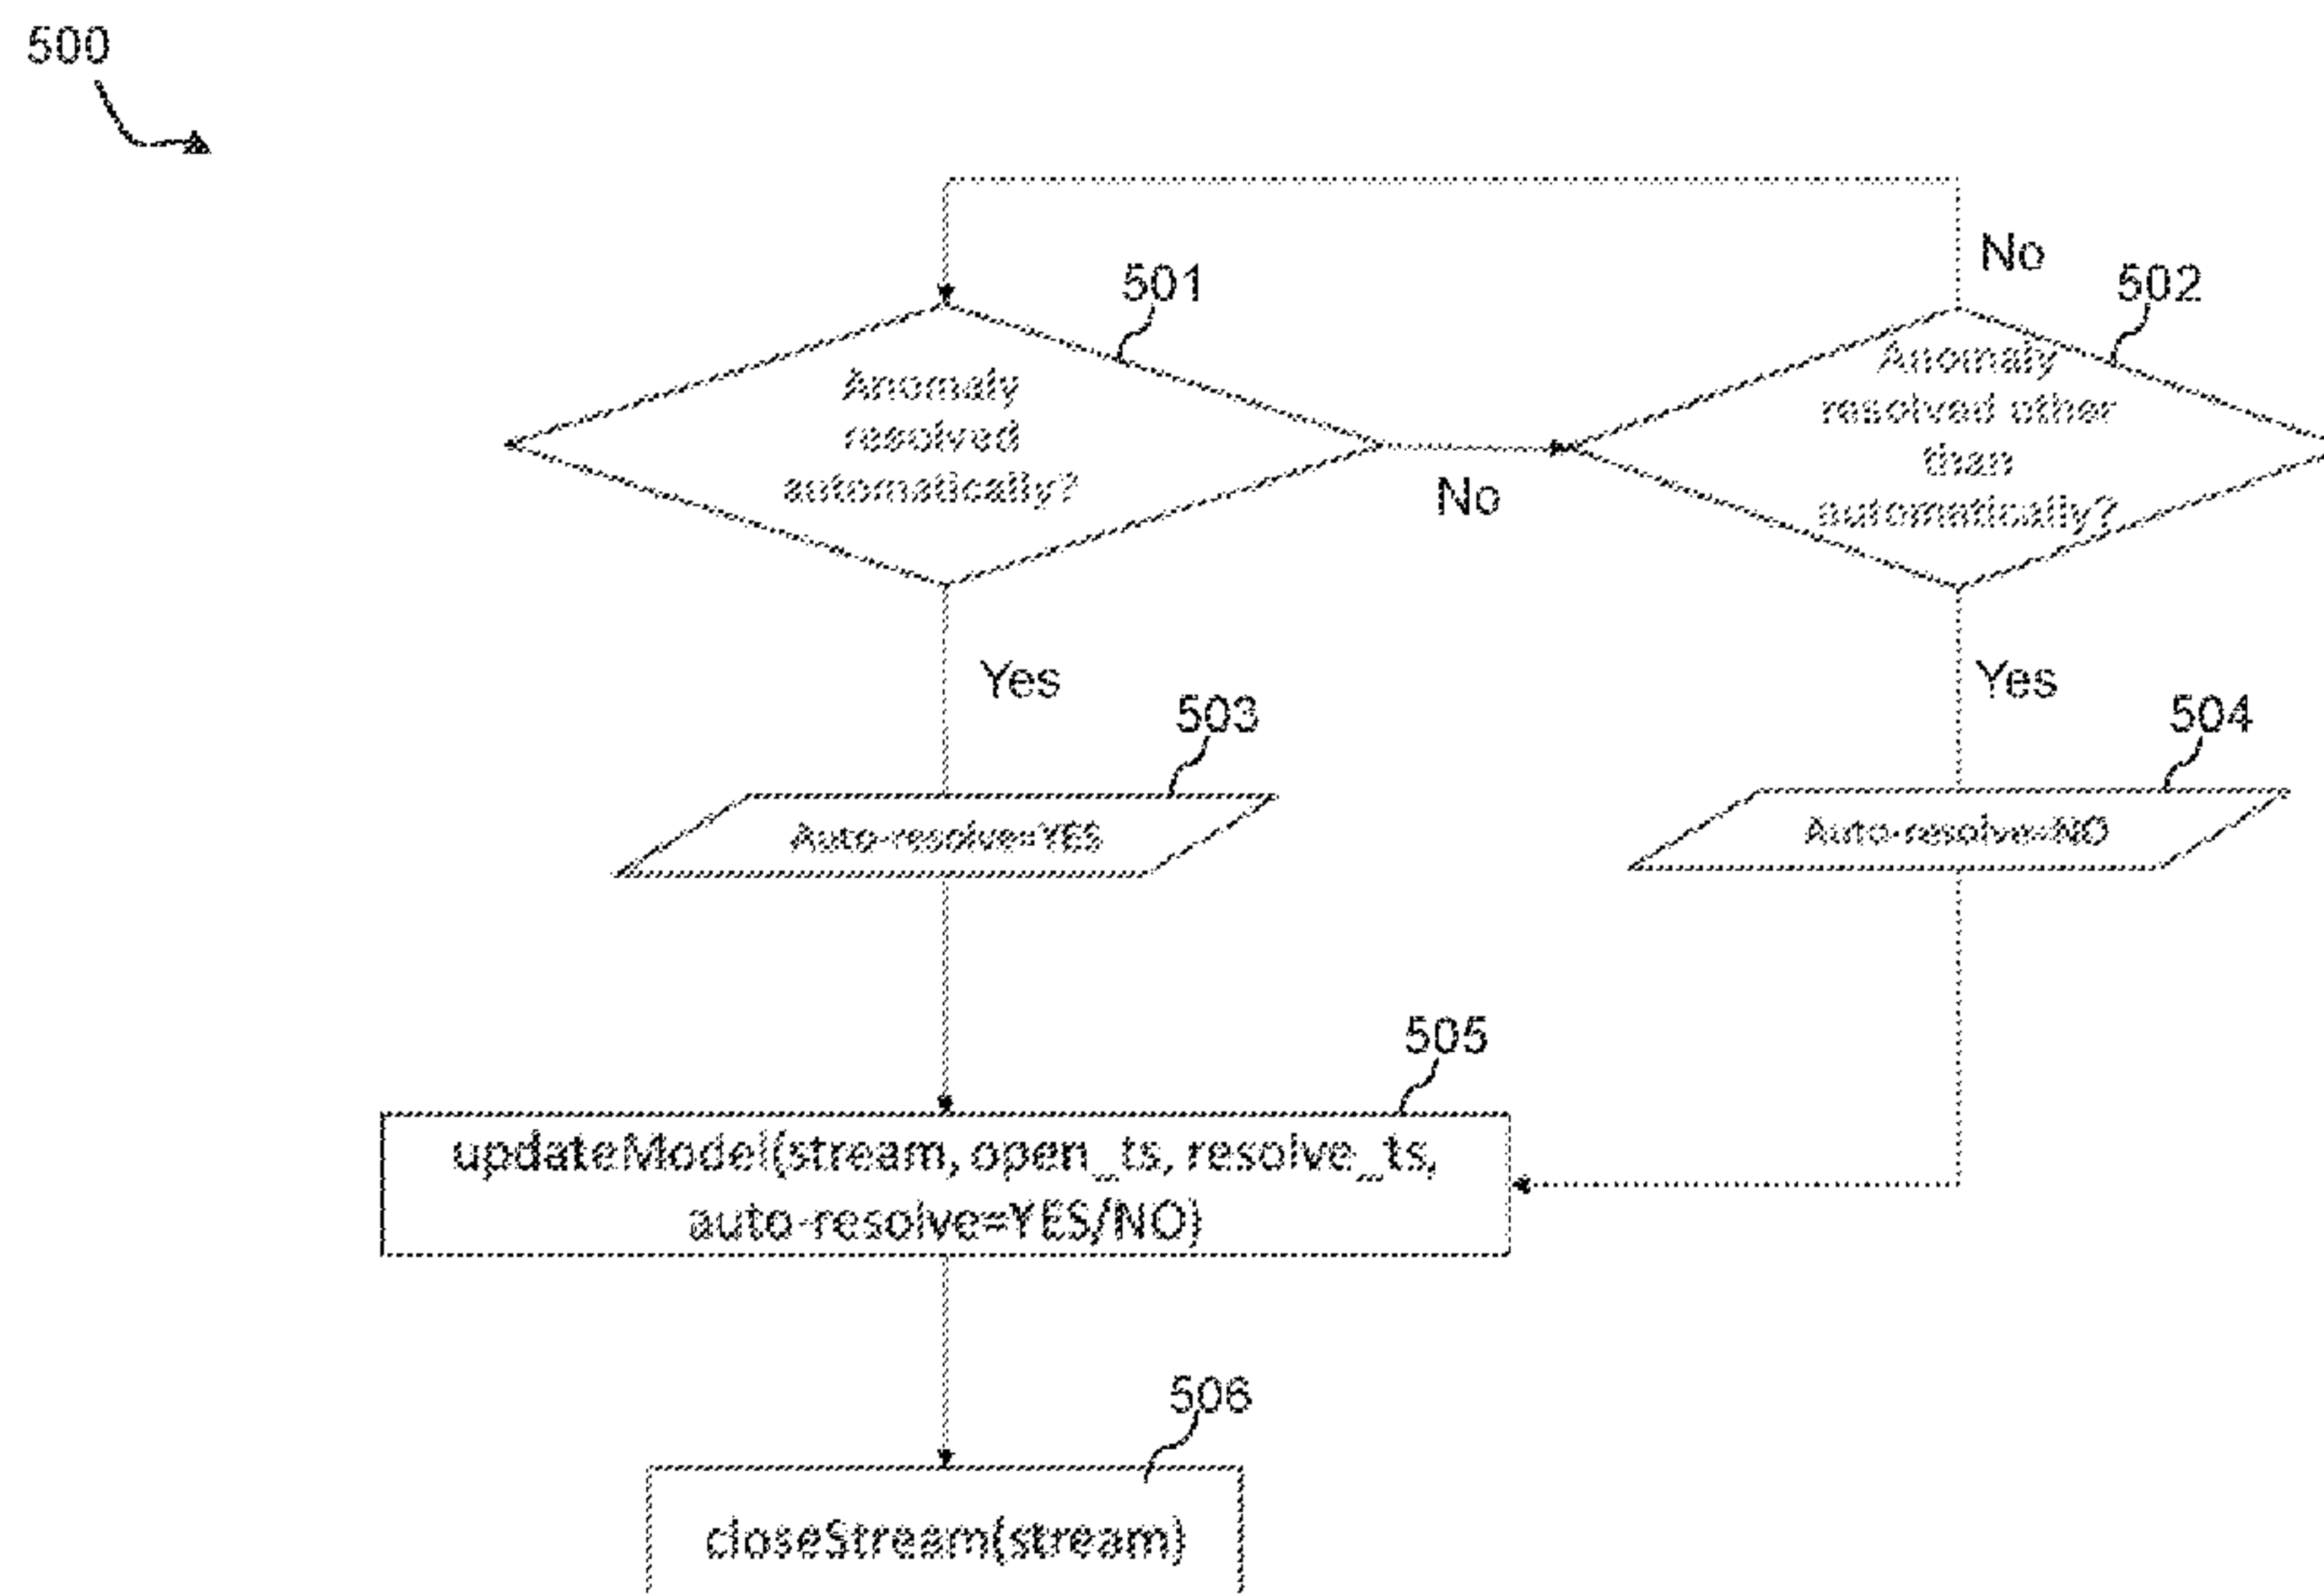 500
No
501
502
Anomaly
resolved
automatically?
Anomaly
resolved other
than
automatically?
No
Yes
Yes
503
504
Auto-resolve=YES
Auto-resolve=NO
505
updateModel(stream, open_ts, resolve_ts,
auto-resolve=YES/NO)
506
closeStream(stream)